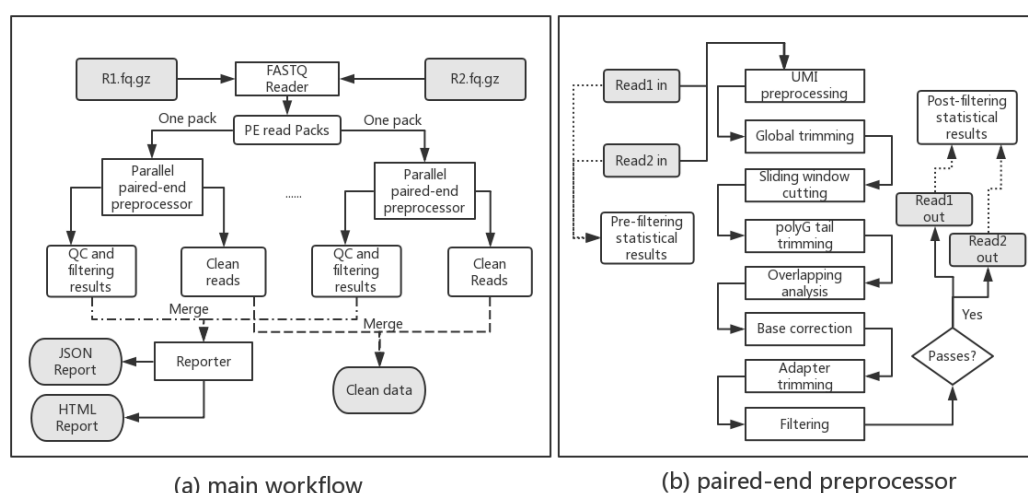 R1.fq.gz
FASTQ
Reader
R2.fq.gz
One pack
PE read Packs
One pack
Parallel
paired-end
preprocessor
......
Parallel
paired-end
preprocessor
QC and
filtering
results
Clean
reads
QC and
filtering
results
Clean
Reads
Merge
Merge
JSON
Report
Reporter
Clean data
HTML
Report
(a) main workflow
Read1 in
Read2 in
Pre-filtering
statistical
results
UMI
preprocessing
Global trimming
Sliding window
cutting
polyG tail
trimming
Overlapping
analysis
Base correction
Adapter
trimming
Filtering
Post-filtering
statistical
results
Read1
out
Read2
out
Yes
Passes?
(b) paired-end preprocessor